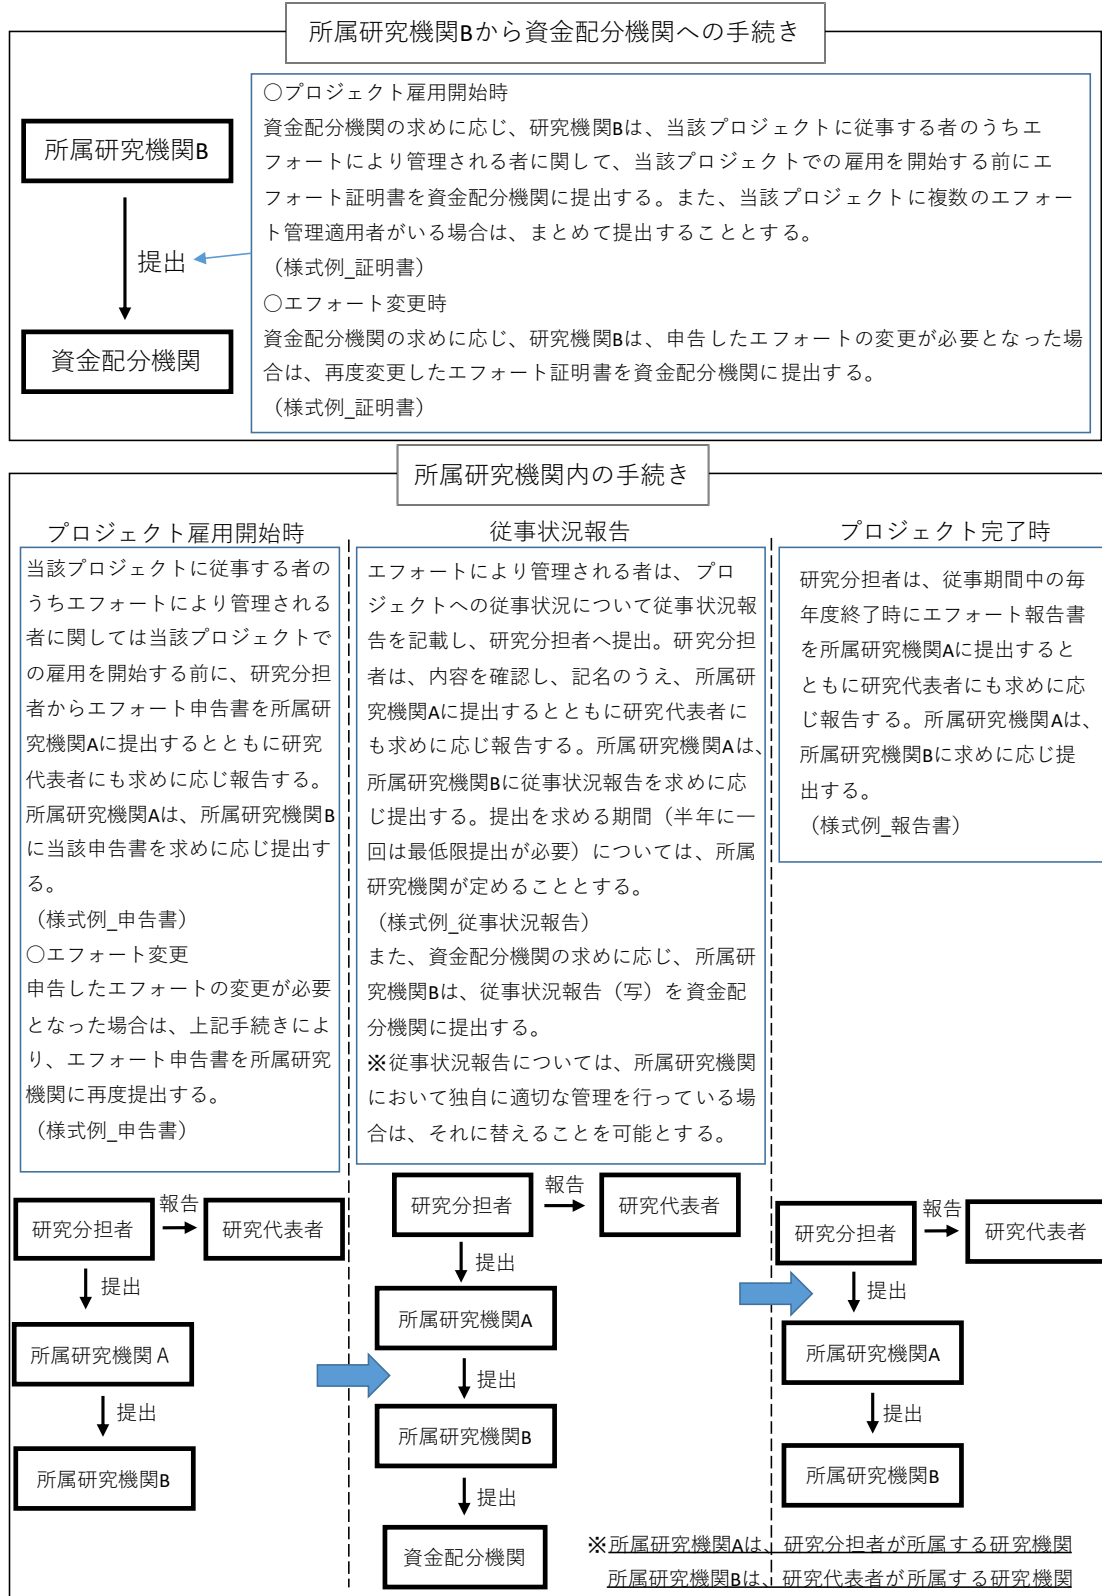 所属研究機関Bから資金配分機関への手続き
所属研究機関B
提出
資金配分機関
○プロジェクト雇用開始時
資金配分機関の求めに応じ、研究機関Bは、当該プロジェクトに従事する者のうちエ
フォートにより管理される者に関して、当該プロジェクトでの雇用を開始する前にエ
フォート証明書を資金配分機関に提出する。また、当該プロジェクトに複数のエフォー
ト管理適用者がいる場合は、まとめて提出することとする。
（様式例_証明書）
○エフォート変更時
資金配分機関の求めに応じ、研究機関Bは、申告したエフォートの変更が必要となった場
合は、再度変更したエフォート証明書を資金配分機関に提出する。
（様式例_証明書）
所属研究機関内の手続き
プロジェクト雇用開始時
当該プロジェクトに従事する者の
うちエフォートにより管理される
者に関しては当該プロジェクトで
の雇用を開始する前に、研究分担
者からエフォート申告書を所属研
究機関Aに提出するとともに研究
代表者にも求めに応じ報告する。
所属研究機関Aは、所属研究機関B
に当該申告書を求めに応じ提出す
る。
（様式例_申告書）
○エフォート変更
申告したエフォートの変更が必要
となった場合は、上記手続きによ
り、エフォート申告書を所属研究
機関に再度提出する。
（様式例_申告書）
研究分担者
報告
研究代表者
提出
所属研究機関A
提出
所属研究機関B
従事状況報告
エフォートにより管理される者は、プロ
ジェクトへの従事状況について従事状況報
告を記載し、研究分担者へ提出。研究分担
者は、内容を確認し、記名のうえ、所属研
究機関Aに提出するとともに研究代表者に
も求めに応じ報告する。所属研究機関Aは、
所属研究機関Bに従事状況報告を求めに応
じ提出する。提出を求める期間（半年に一
回は最低限提出が必要）については、所属
研究機関が定めることとする。
（様式例_従事状況報告）
また、資金配分機関の求めに応じ、所属研
究機関Bは、従事状況報告（写）を資金配
分機関に提出する。
※従事状況報告については、所属研究機関
において独自に適切な管理を行っている場
合は、それに替えることを可能とする。
研究分担者
報告
研究代表者
提出
所属研究機関A
提出
所属研究機関B
提出
資金配分機関
プロジェクト完了時
研究分担者は、従事期間中の毎
年度終了時にエフォート報告書
を所属研究機関Aに提出すると
ともに研究代表者にも求めに応
じ報告する。所属研究機関Aは、
所属研究機関Bに求めに応じ提
出する。
（様式例_報告書）
研究分担者
報告
研究代表者
提出
所属研究機関A
提出
所属研究機関B
※所属研究機関Aは、研究分担者が所属する研究機関
所属研究機関Bは、研究代表者が所属する研究機関